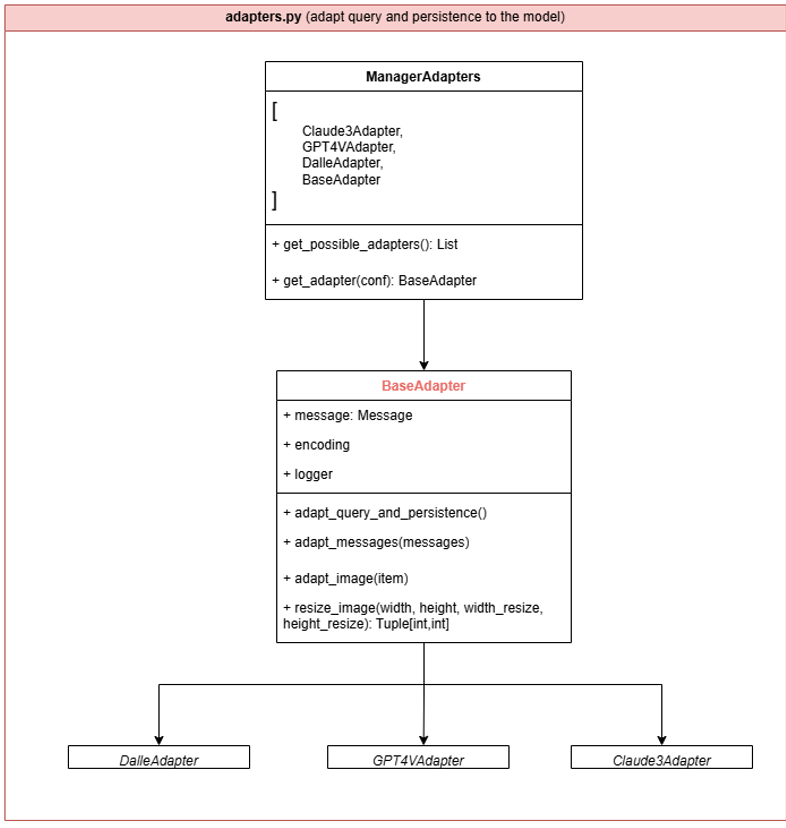 adapters.py (adapt query and persistence to the model)
ManagerAdapters
[
Claude3Adapter,
GPT4VAdapter,
DalleAdapter,
BaseAdapter
]
+ get_possible_adapters(): List
+ get_adapter(conf): BaseAdapter
BaseAdapter
+ message: Message
+ encoding
+ logger
+ adapt_query_and_persistence()
+ adapt_messages(messages)
+ adapt_image(item)
+ resize_image(width, height, width_resize,
height_resize): Tuple[int,int]
DalleAdapter
GPT4VAdapter
Claude3Adapter